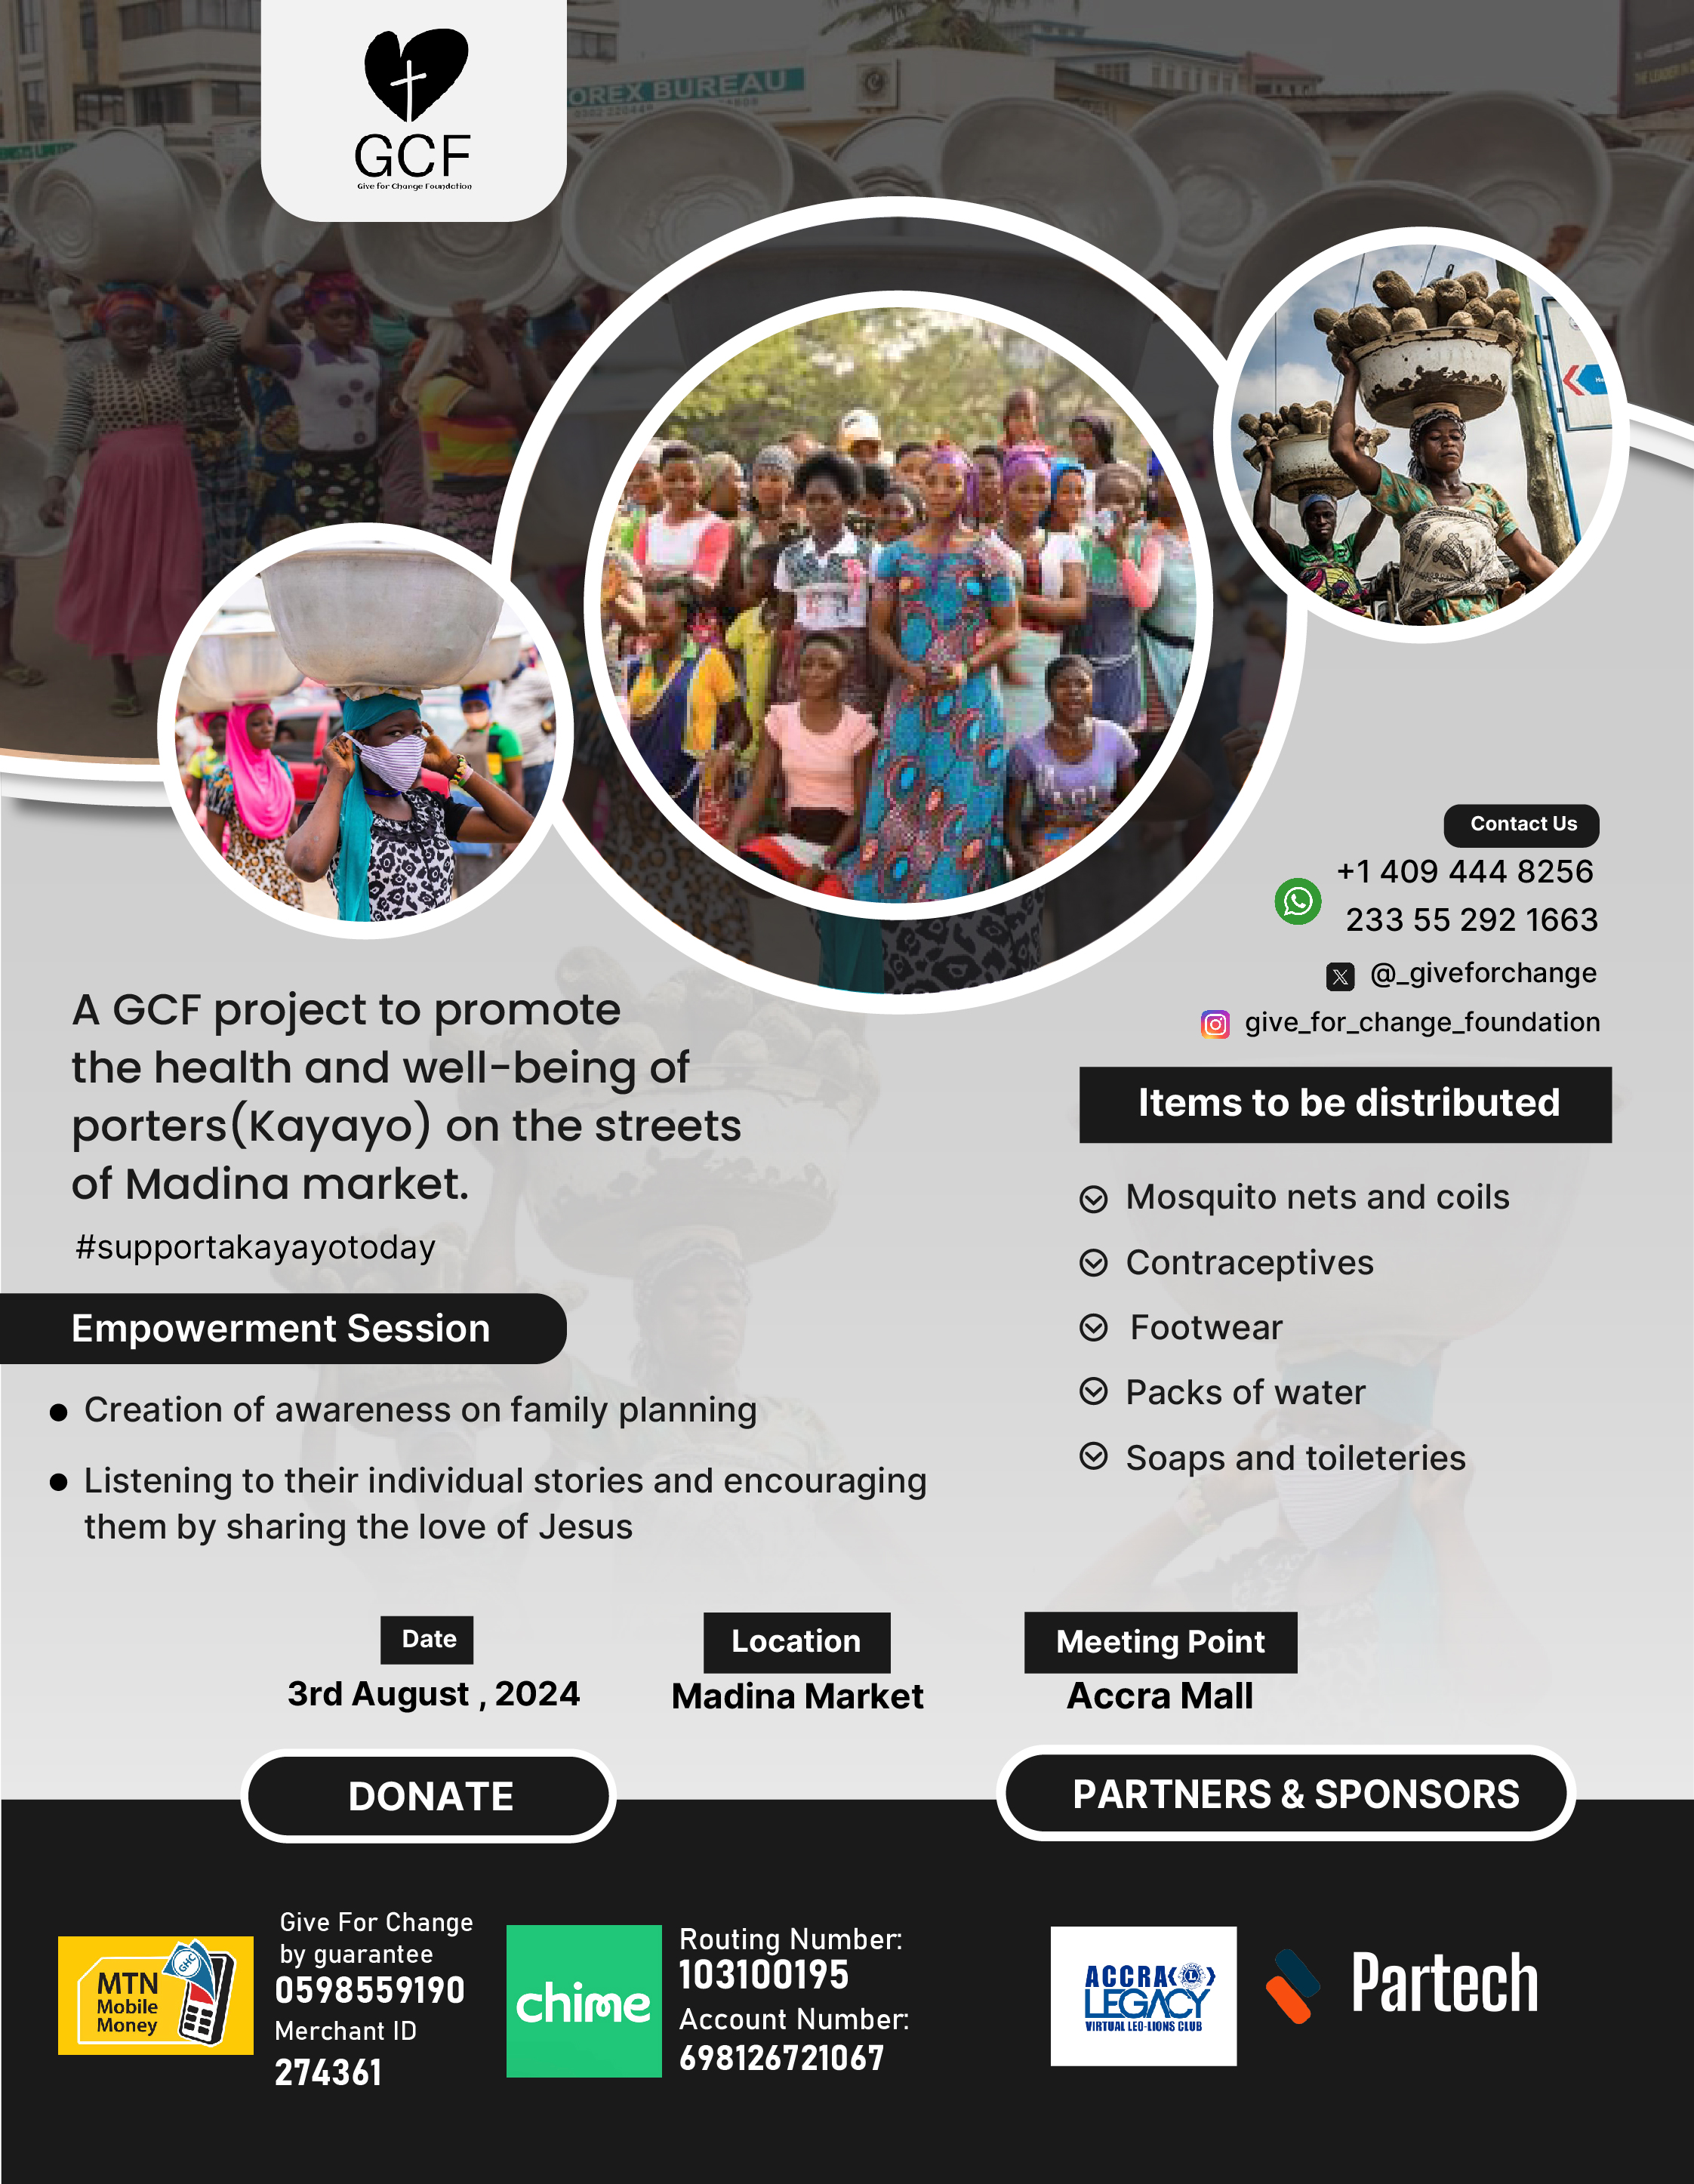 GCF
Give for Change Foundation
OREX BUREAU
Contact Us
+1 409 444 8256
233 55 292 1663
@_giveforchange
give_for_change_foundation
A GCF project to promote
the health and well-being of
porters(Kayayo) on the streets
of Madina market.
#supportakayayotoday
Empowerment Session
Creation of awareness on family planning
Listening to their individual stories and encouraging
them by sharing the love of Jesus
Items to be distributed
Mosquito nets and coils
Contraceptives
Footwear
Packs of water
Soaps and toileteries
Date
3rd August , 2024
Location
Madina Market
Meeting Point
Accra Mall
DONATE
PARTNERS & SPONSORS
MTN
Mobile
Money
GHC
Give For Change
by guarantee
0598559190
Merchant ID
274361
chime
Routing Number:
103100195
Account Number:
698126721067
ACCRA
LEGACY
VIRTUAL LEO-LIONS CLUB
Partech